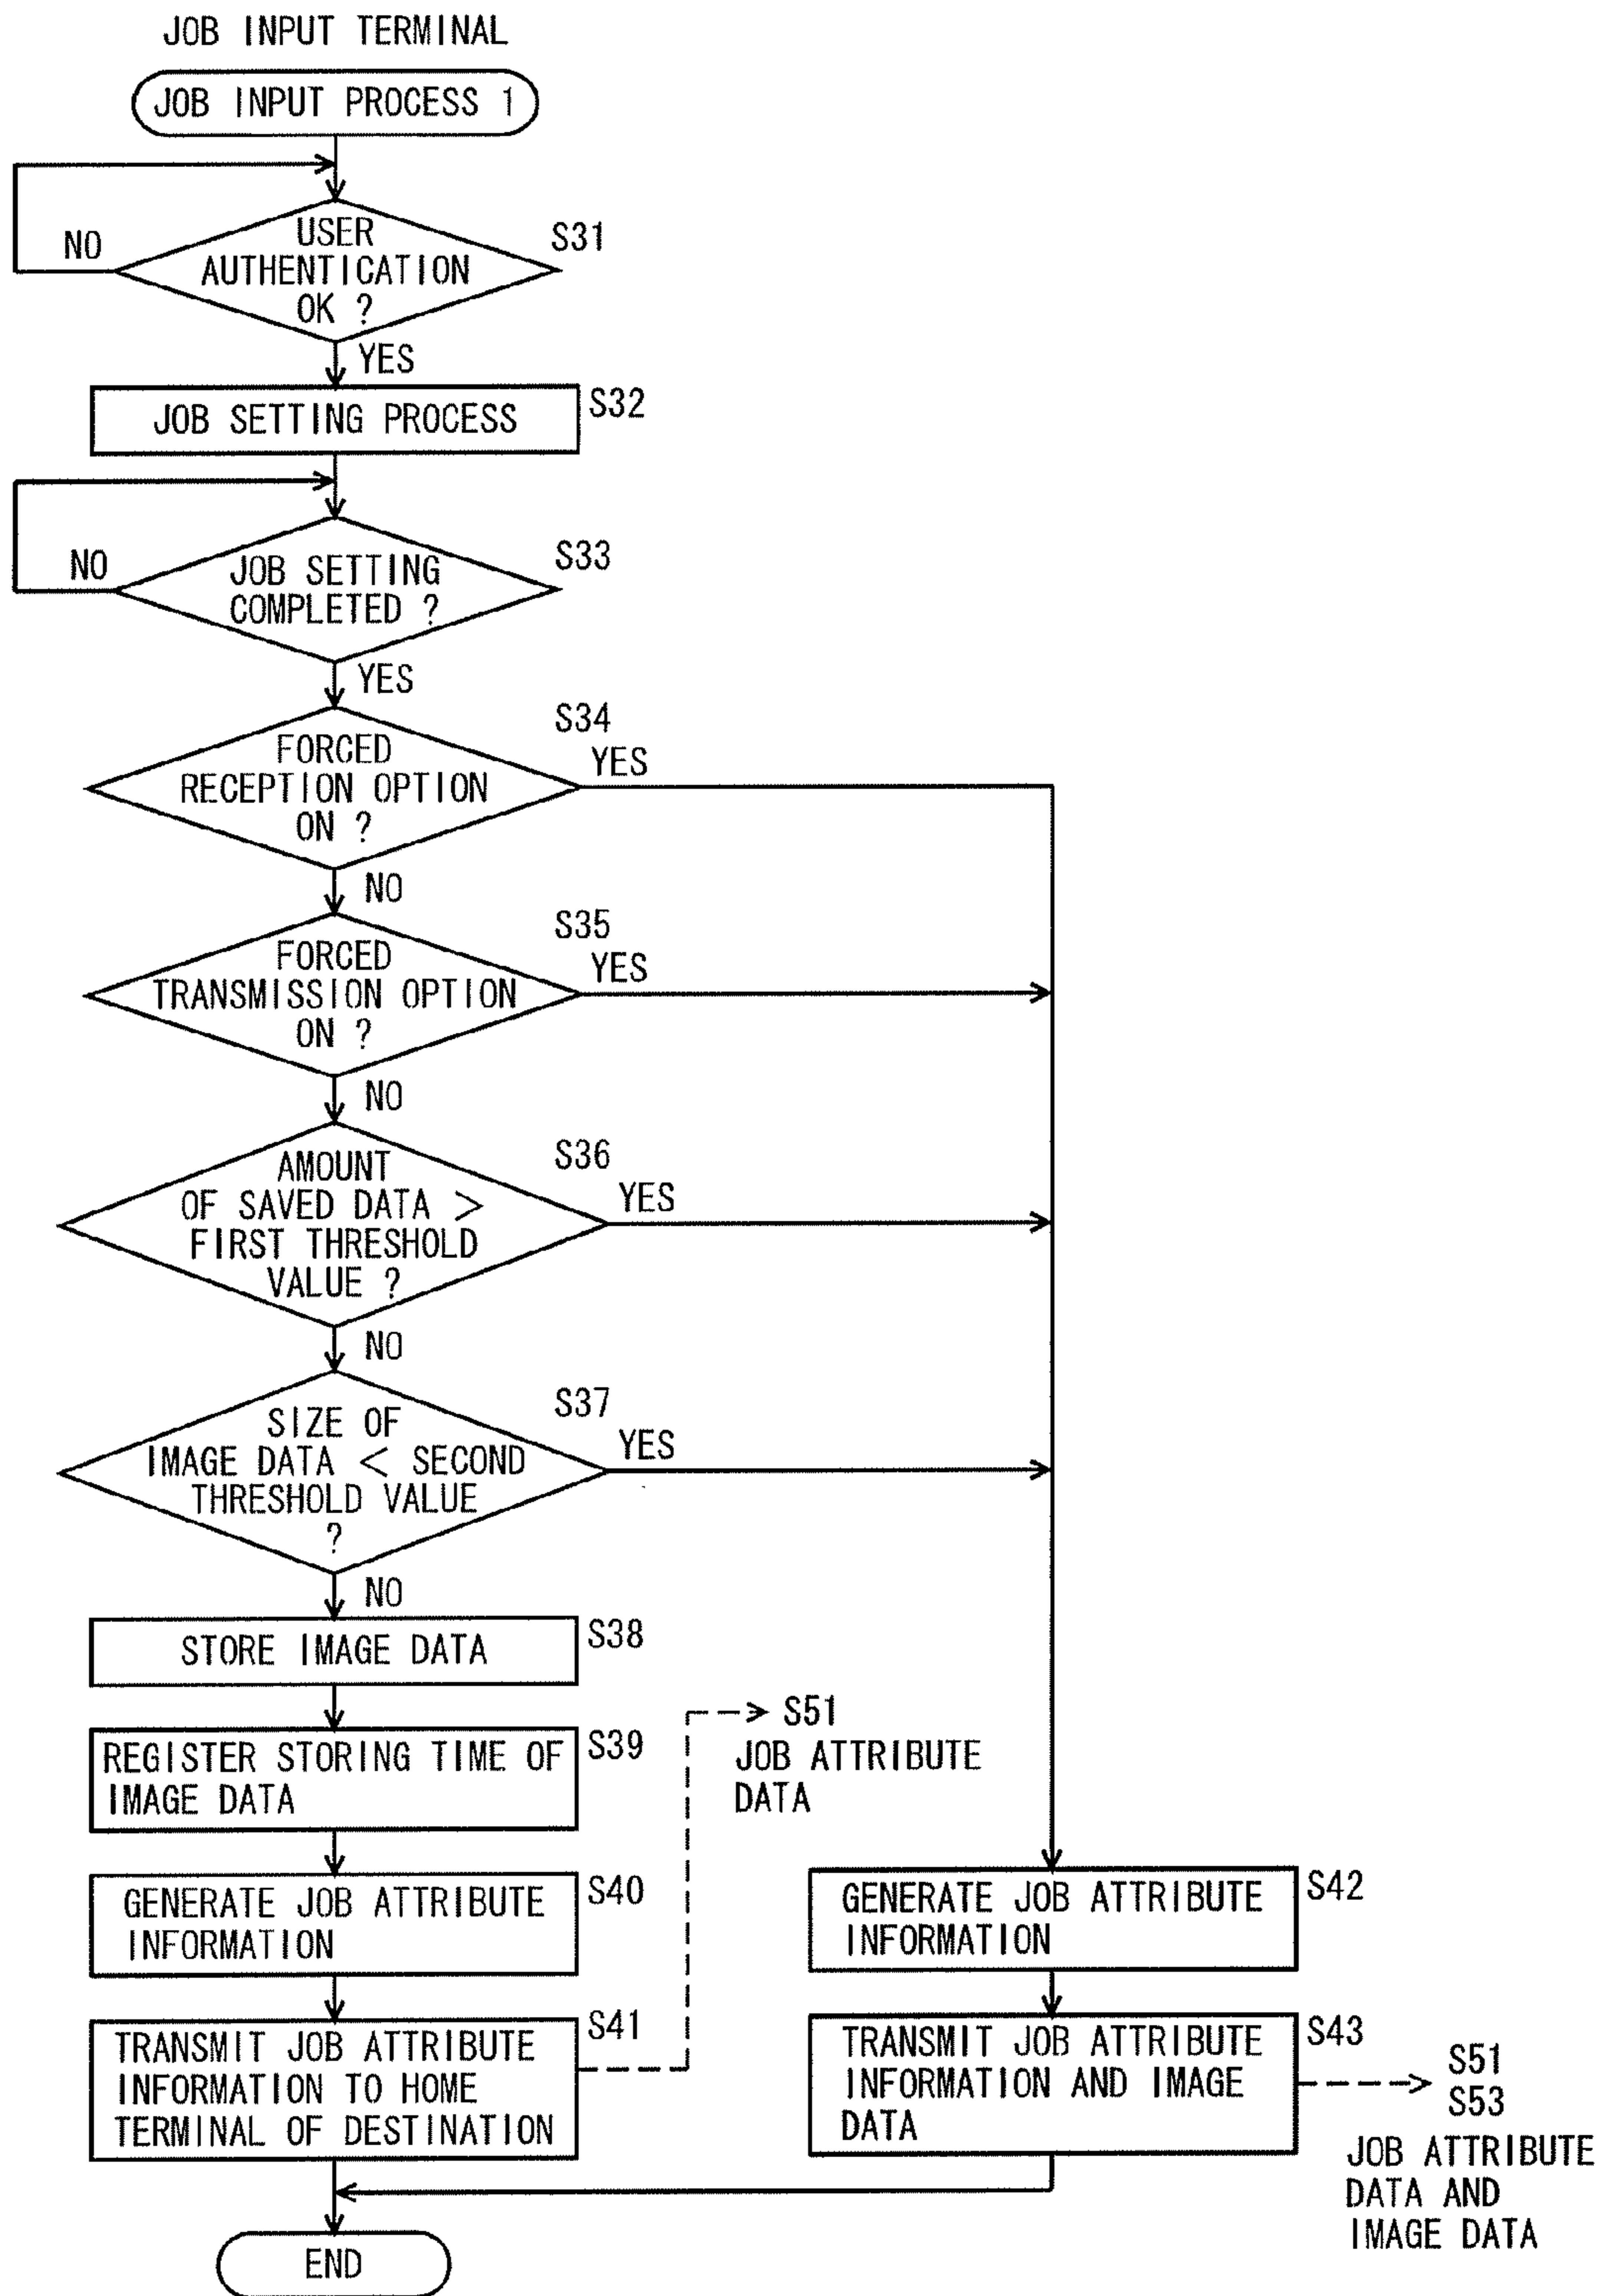 JOB INPUT TERMINAL
JOB INPUT PROCESS 1
USER
AUTHENTICATION
OK ?
S31
NO
YES
JOB SETTING PROCESS
S32
JOB SETTING
COMPLETED ?
S33
NO
YES
FORCED
RECEPTION OPTION
ON ?
S34
YES
NO
FORCED
TRANSMISSION OPTION
ON ?
S35
YES
NO
AMOUNT
OF SAVED DATA >
FIRST THRESHOLD
VALUE ?
S36
YES
NO
SIZE OF
IMAGE DATA < SECOND
THRESHOLD VALUE
?
S37
YES
NO
STORE IMAGE DATA
S38
REGISTER STORING TIME OF
IMAGE DATA
S39
S51
JOB ATTRIBUTE
DATA
GENERATE JOB ATTRIBUTE
INFORMATION
S40
TRANSMIT JOB ATTRIBUTE
INFORMATION TO HOME
TERMINAL OF DESTINATION
S41
GENERATE JOB ATTRIBUTE
INFORMATION
S42
TRANSMIT JOB ATTRIBUTE
INFORMATION AND IMAGE
DATA
S43
S51
S53
JOB ATTRIBUTE
DATA AND
IMAGE DATA
END